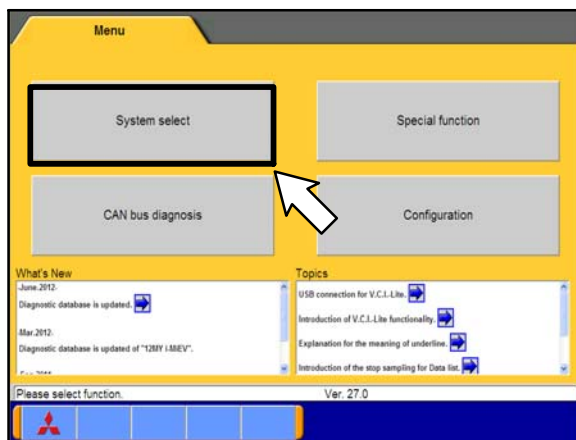 Menu
System select
Special function
CAN bus diagnosis
Configuration
What's New
-June.2012-
Diagnostic database is updated.
-Mar.2012-
Diagnostic database is updated of "12MY i-MiEV".
Topics
USB connection for V.C.I.-Lite.
Introduction of V.C.I.-Lite functionality.
Explanation for the meaning of underline.
Introduction of the stop sampling for Data list.
Please select function.
Ver. 27.0